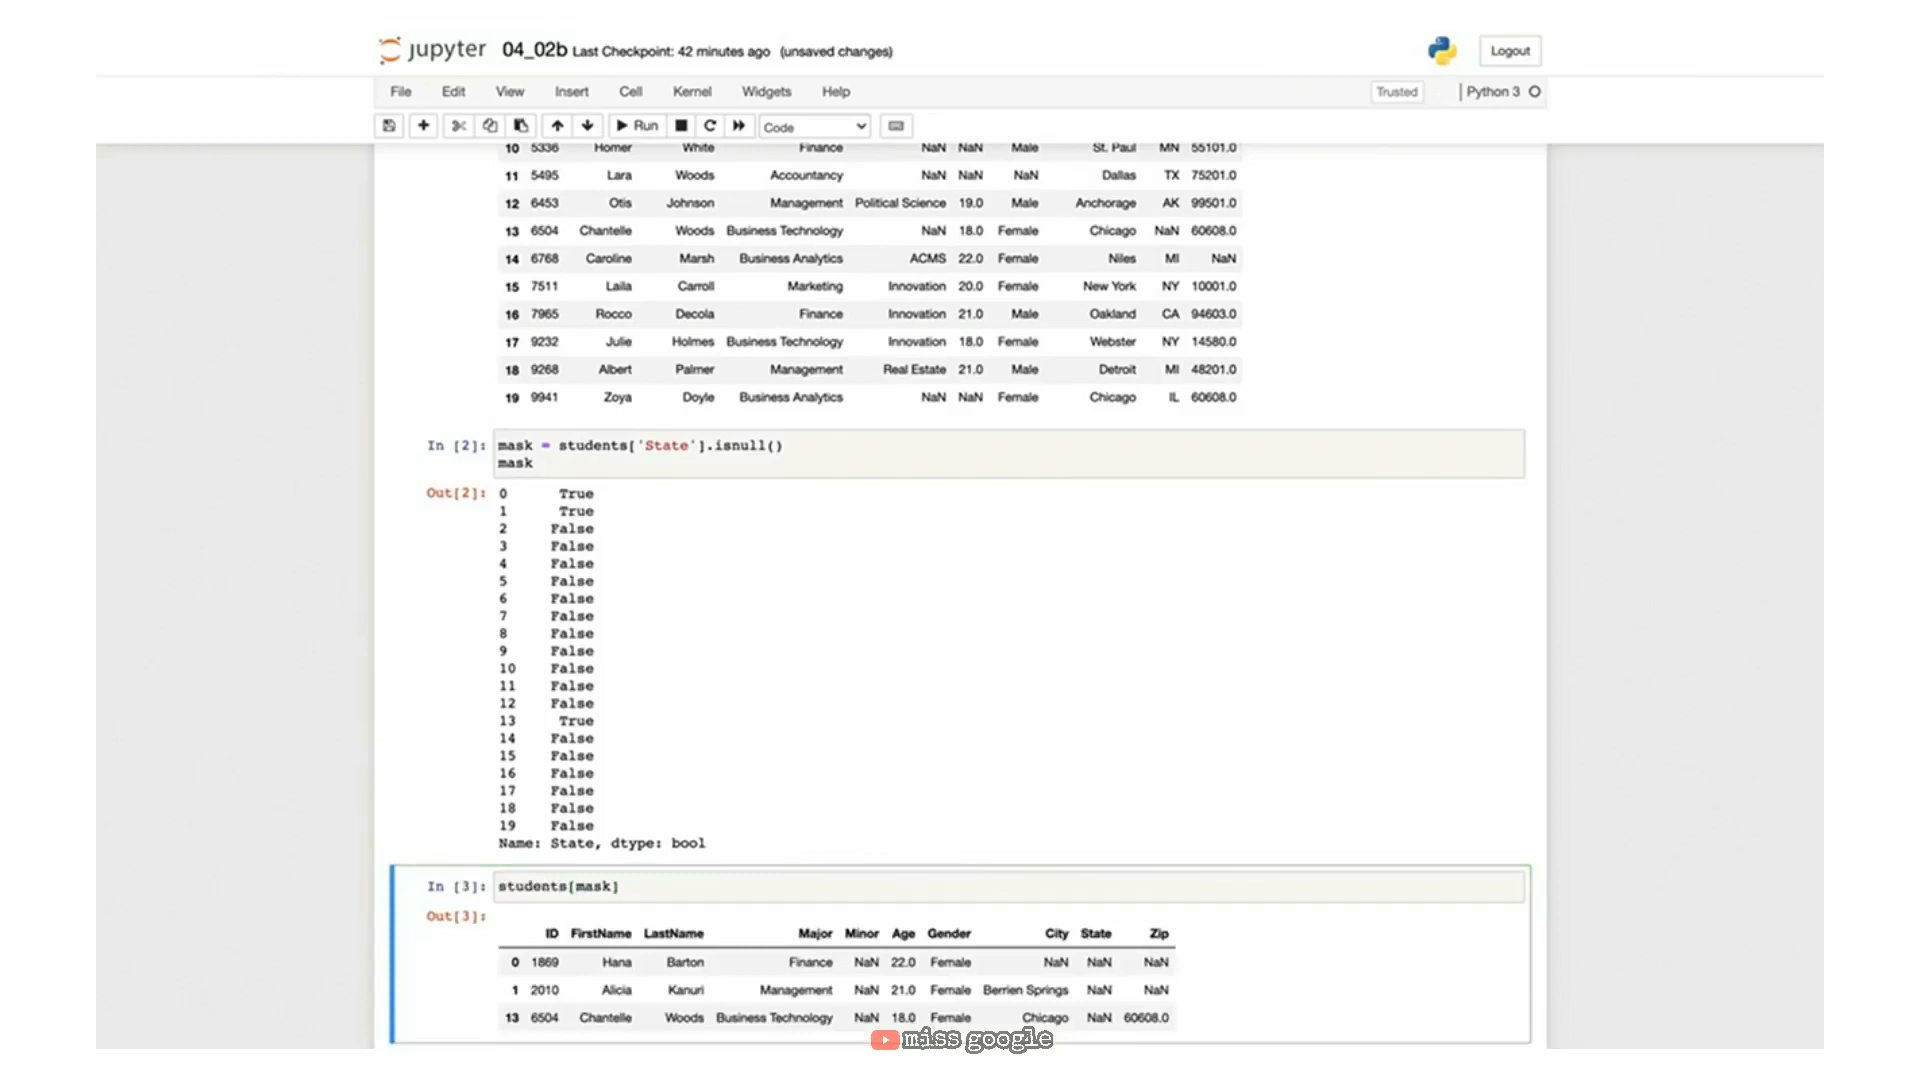 jupyter 04_02b Last Checkpoint: 42 minutes ago (unsaved changes) Logout
File Edit View Insert Cell Kernel Widgets Help Trusted Python 3
Run Code
10 5336 Homer White Finance NaN NaN Male St. Paul MN 55101.0
11 5495 Lara Woods Accountancy NaN NaN NaN Dallas TX 75201.0
12 6453 Otis Johnson Management Political Science 19.0 Male Anchorage AK 99501.0
13 6504 Chantelle Woods Business Technology NaN 18.0 Female Chicago NaN 60608.0
14 6768 Caroline Marsh Business Analytics ACMS 22.0 Female Niles MI NaN
15 7511 Laila Carroll Marketing Innovation 20.0 Female New York NY 10001.0
16 7965 Rocco Decola Finance Innovation 21.0 Male Oakland CA 94603.0
17 9232 Julie Holmes Business Technology Innovation 18.0 Female Webster NY 14580.0
18 9268 Albert Palmer Management Real Estate 21.0 Male Detroit MI 48201.0
19 9941 Zoya Doyle Business Analytics NaN NaN Female Chicago IL 60608.0
In [2]: mask = students['State'].isnull()
mask
Out[2]: 0 True
1 True
2 False
3 False
4 False
5 False
6 False
7 False
8 False
9 False
10 False
11 False
12 False
13 True
14 False
15 False
16 False
17 False
18 False
19 False
Name: State, dtype: bool
In [3]: students[mask]
Out[3]:
ID FirstName LastName Major Minor Age Gender City State Zip
0 1869 Hana Barton Finance NaN 22.0 Female NaN NaN NaN
1 2010 Alicia Kanuri Management NaN 21.0 Female Berrien Springs NaN NaN
13 6504 Chantelle Woods Business Technology NaN 18.0 Female Chicago NaN 60608.0
miss google